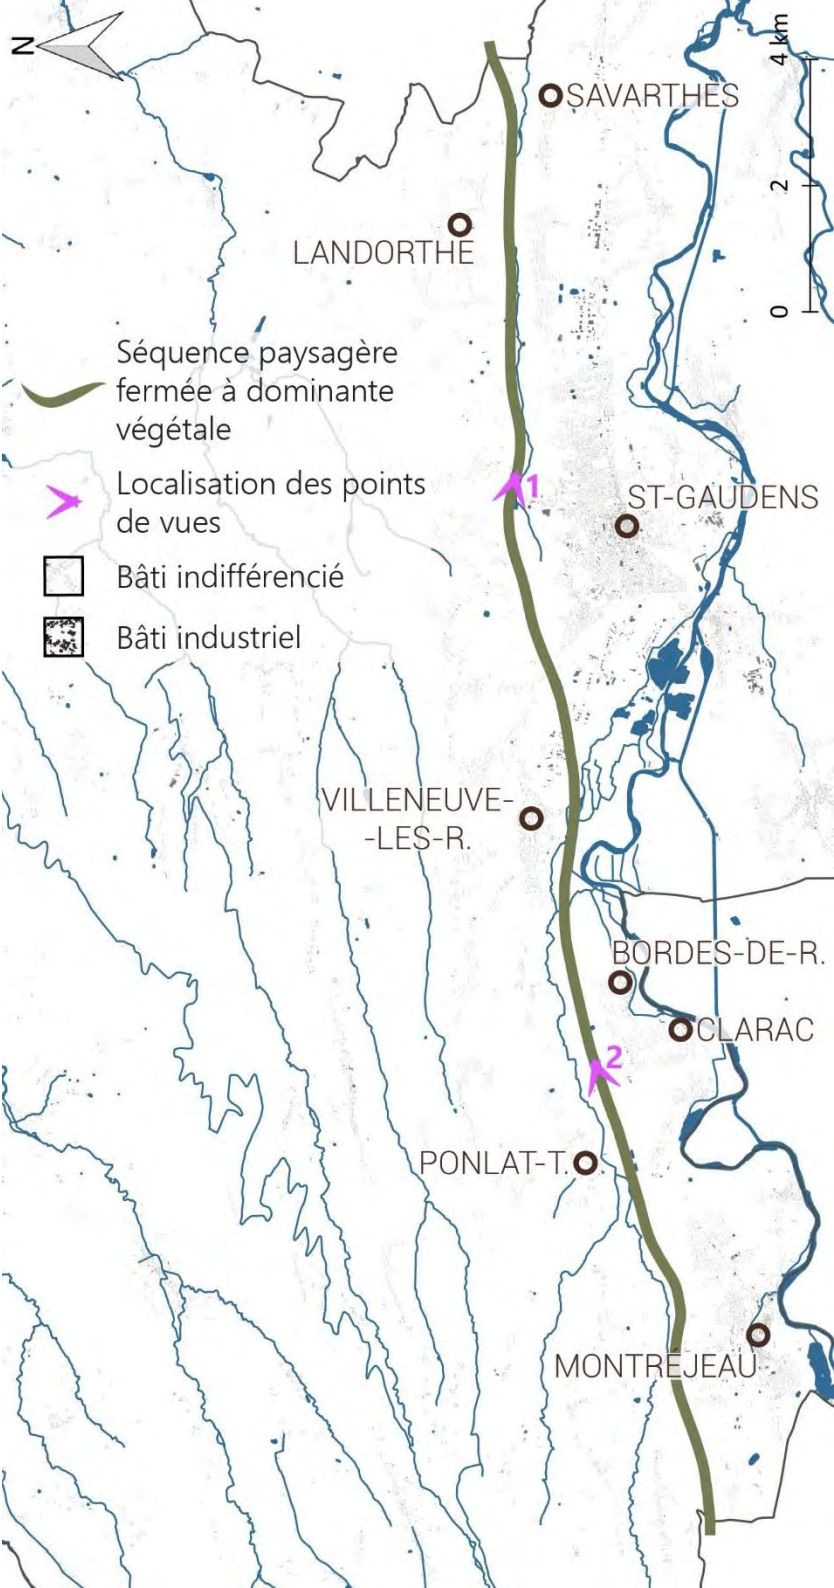 N
4 km
2
0
SAVARTHES
LANDORTHE
Séquence paysagère
fermée à dominante
végétale
Localisation des points
de vues
Bâti indifférencié
Bâti industriel
1
ST-GAUDENS
VILLENEUVE-
-LES-R.
BORDES-DE-R.
CLARAC
2
PONLAT-T.
MONTREJEAU